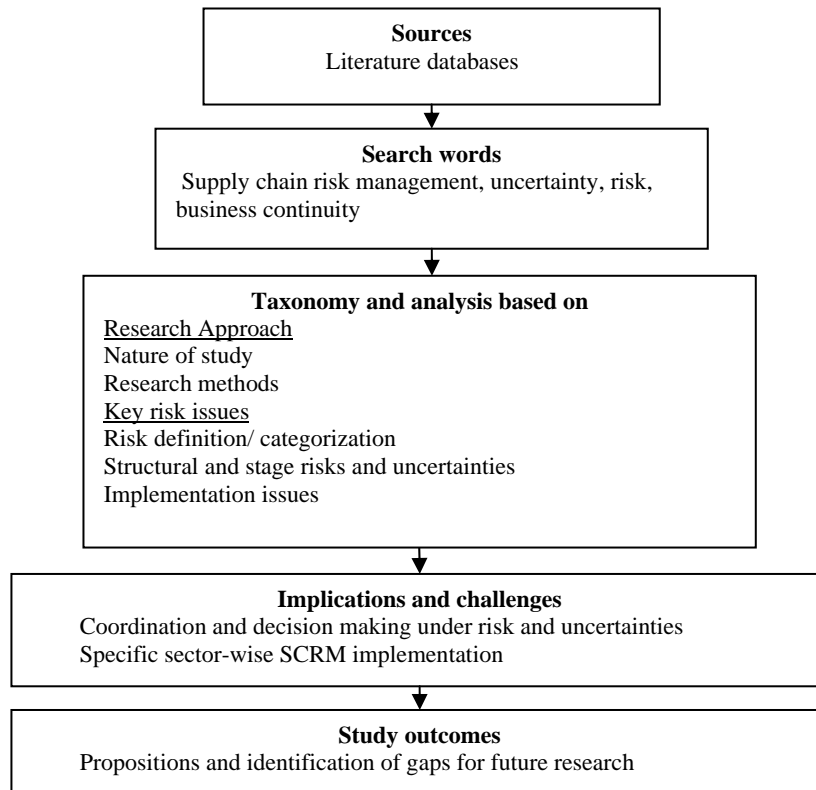 Sources
Literature databases
Search words
Supply chain risk management, uncertainty, risk,
business continuity
Taxonomy and analysis based on
Research Approach
Nature of study
Research methods
Key risk issues
Risk definition/ categorization
Structural and stage risks and uncertainties
Implementation issues
Implications and challenges
Coordination and decision making under risk and uncertainties
Specific sector-wise SCRM implementation
Study outcomes
Propositions and identification of gaps for future research